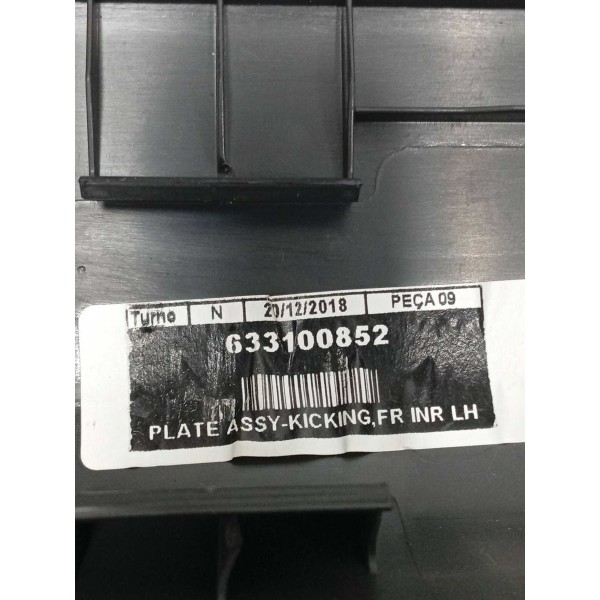 Turno N 20/12/2018 PEÇA 09
633100852
PLATE ASSY-KICKING,FR INR LH